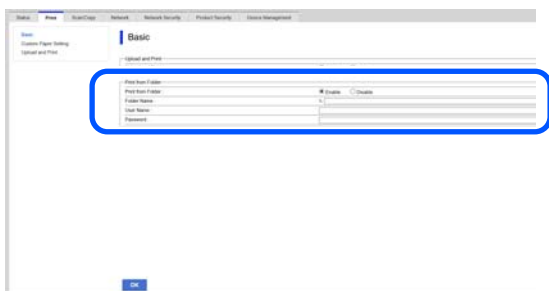 Status Print Scan/Copy Network Network Security Product Security Device Management
Basic
Custom Paper Setting
Upload and Print
Basic
Upload and Print
Print from Folder
Print from Folder Enable Disable
Folder Name
User Name
Password
OK